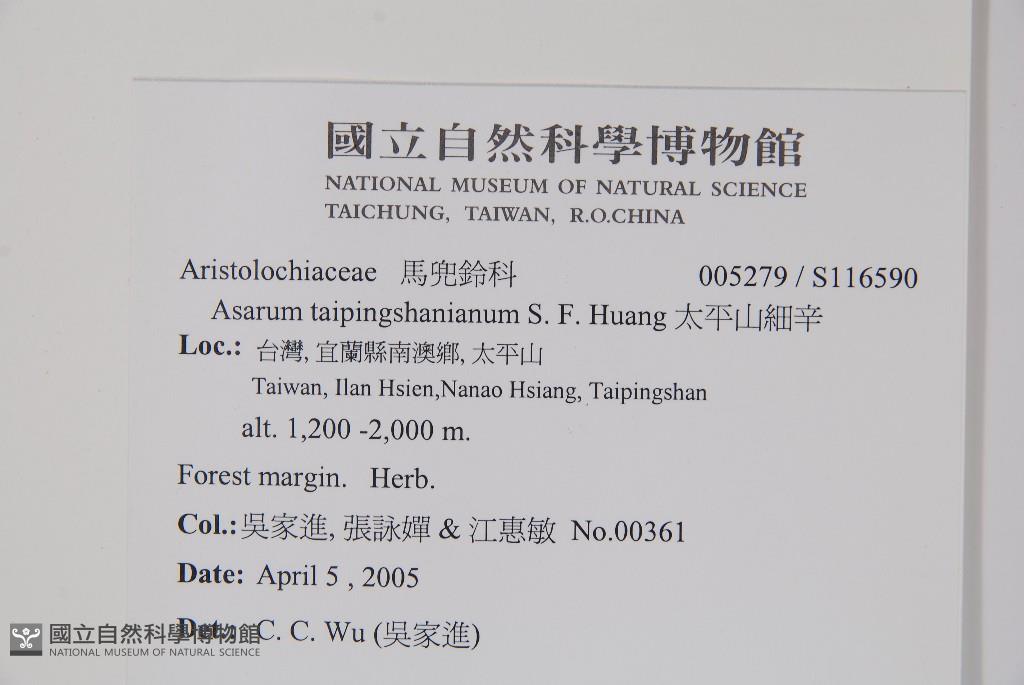 國立自然科學博物館
NATIONAL MUSEUM OF NATURAL SCIENCE
TAICHUNG, TAIWAN, R.O.CHINA
Aristolochiaceae 馬兜鈴科 005279 / S116590
Asarum taipingshanianum S. F. Huang 太平山細辛
Loc.: 台灣, 宜蘭縣南澳鄉, 太平山
Taiwan, Ilan Hsien,Nanao Hsiang, Taipingshan
alt. 1,200 -2,000 m.
Forest margin. Herb.
Col.:吳家進, 張詠嬋 & 江惠敏 No.00361
Date: April 5 , 2005
Det.: C. C. Wu (吳家進)
國立自然科學博物館
NATIONAL MUSEUM OF NATURAL SCIENCE